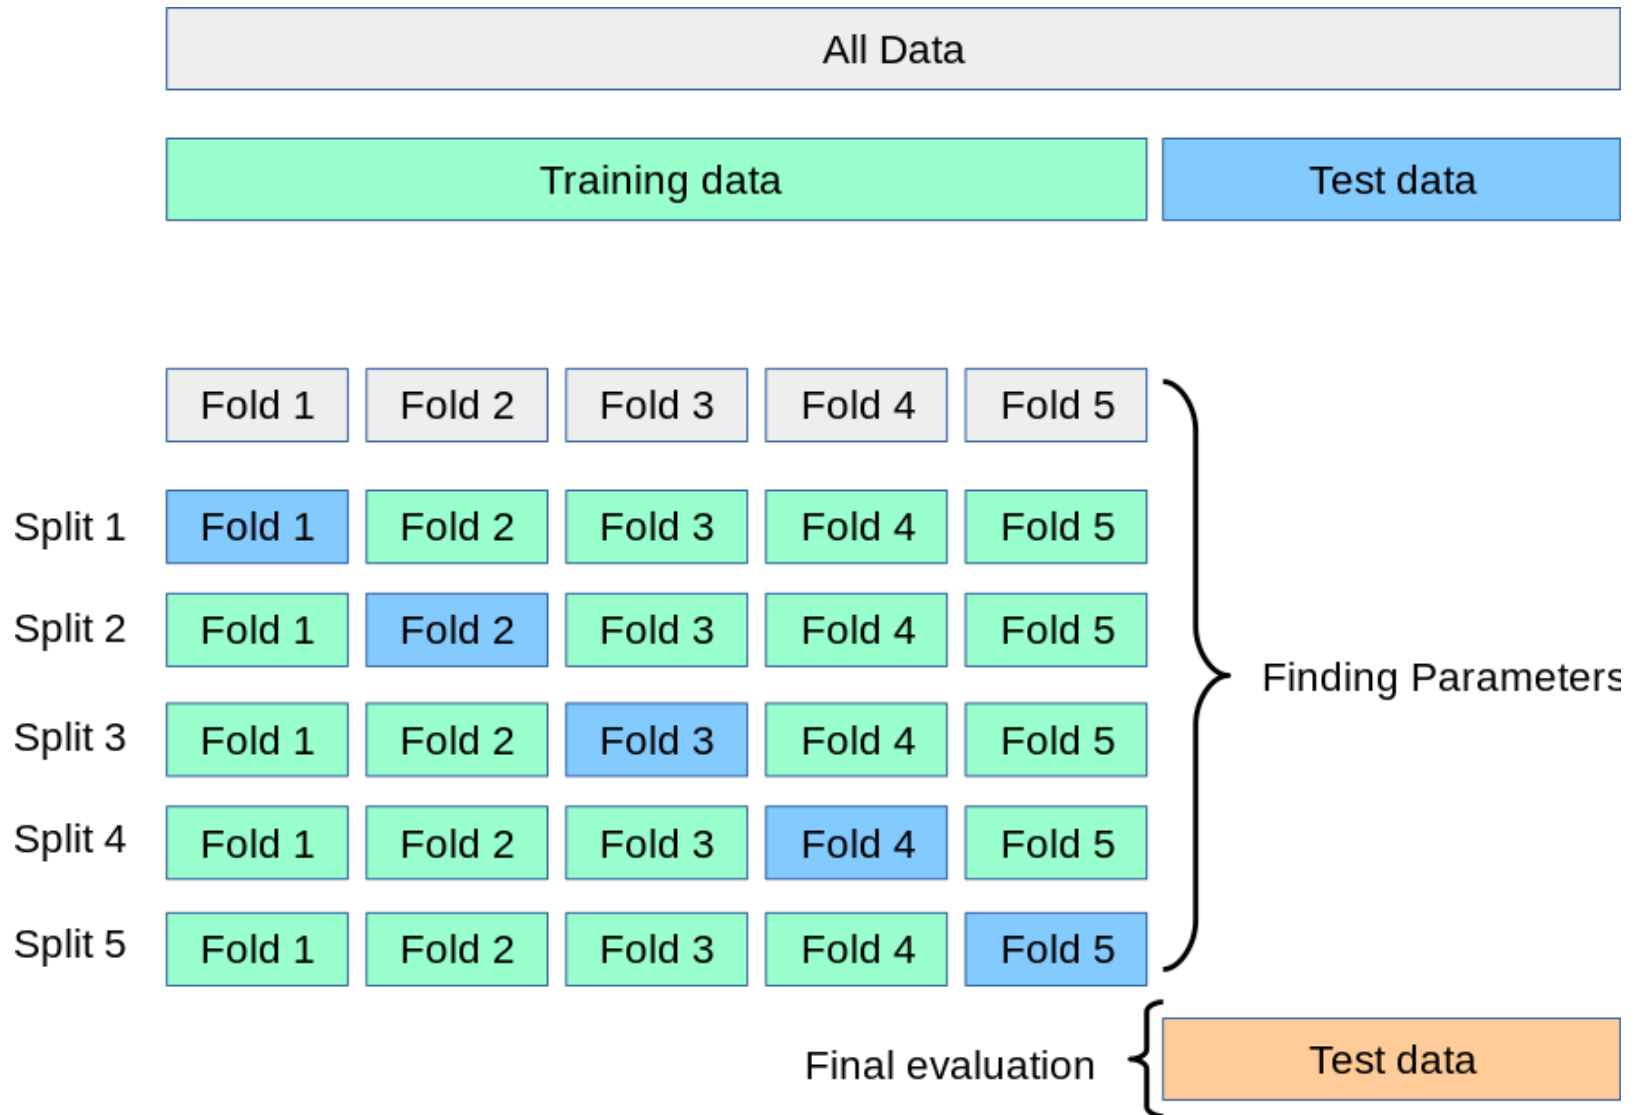 All Data
Training data Test data
Fold 1 Fold 2 Fold 3 Fold 4 Fold 5
Split 1 Fold 1 Fold 2 Fold 3 Fold 4 Fold 5
Split 2 Fold 1 Fold 2 Fold 3 Fold 4 Fold 5
Finding Parameters
Split 3 Fold 1 Fold 2 Fold 3 Fold 4 Fold 5
Split 4 Fold 1 Fold 2 Fold 3 Fold 4 Fold 5
Split 5 Fold 1 Fold 2 Fold 3 Fold 4 Fold 5
Final evaluation Test data